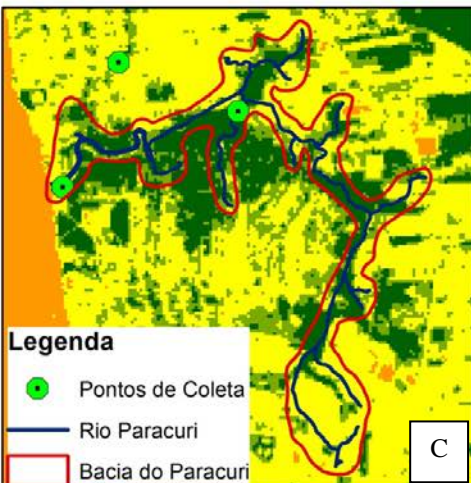 Legenda
Pontos de Coleta
Rio Paracuri
Bacia do Paracuri
C